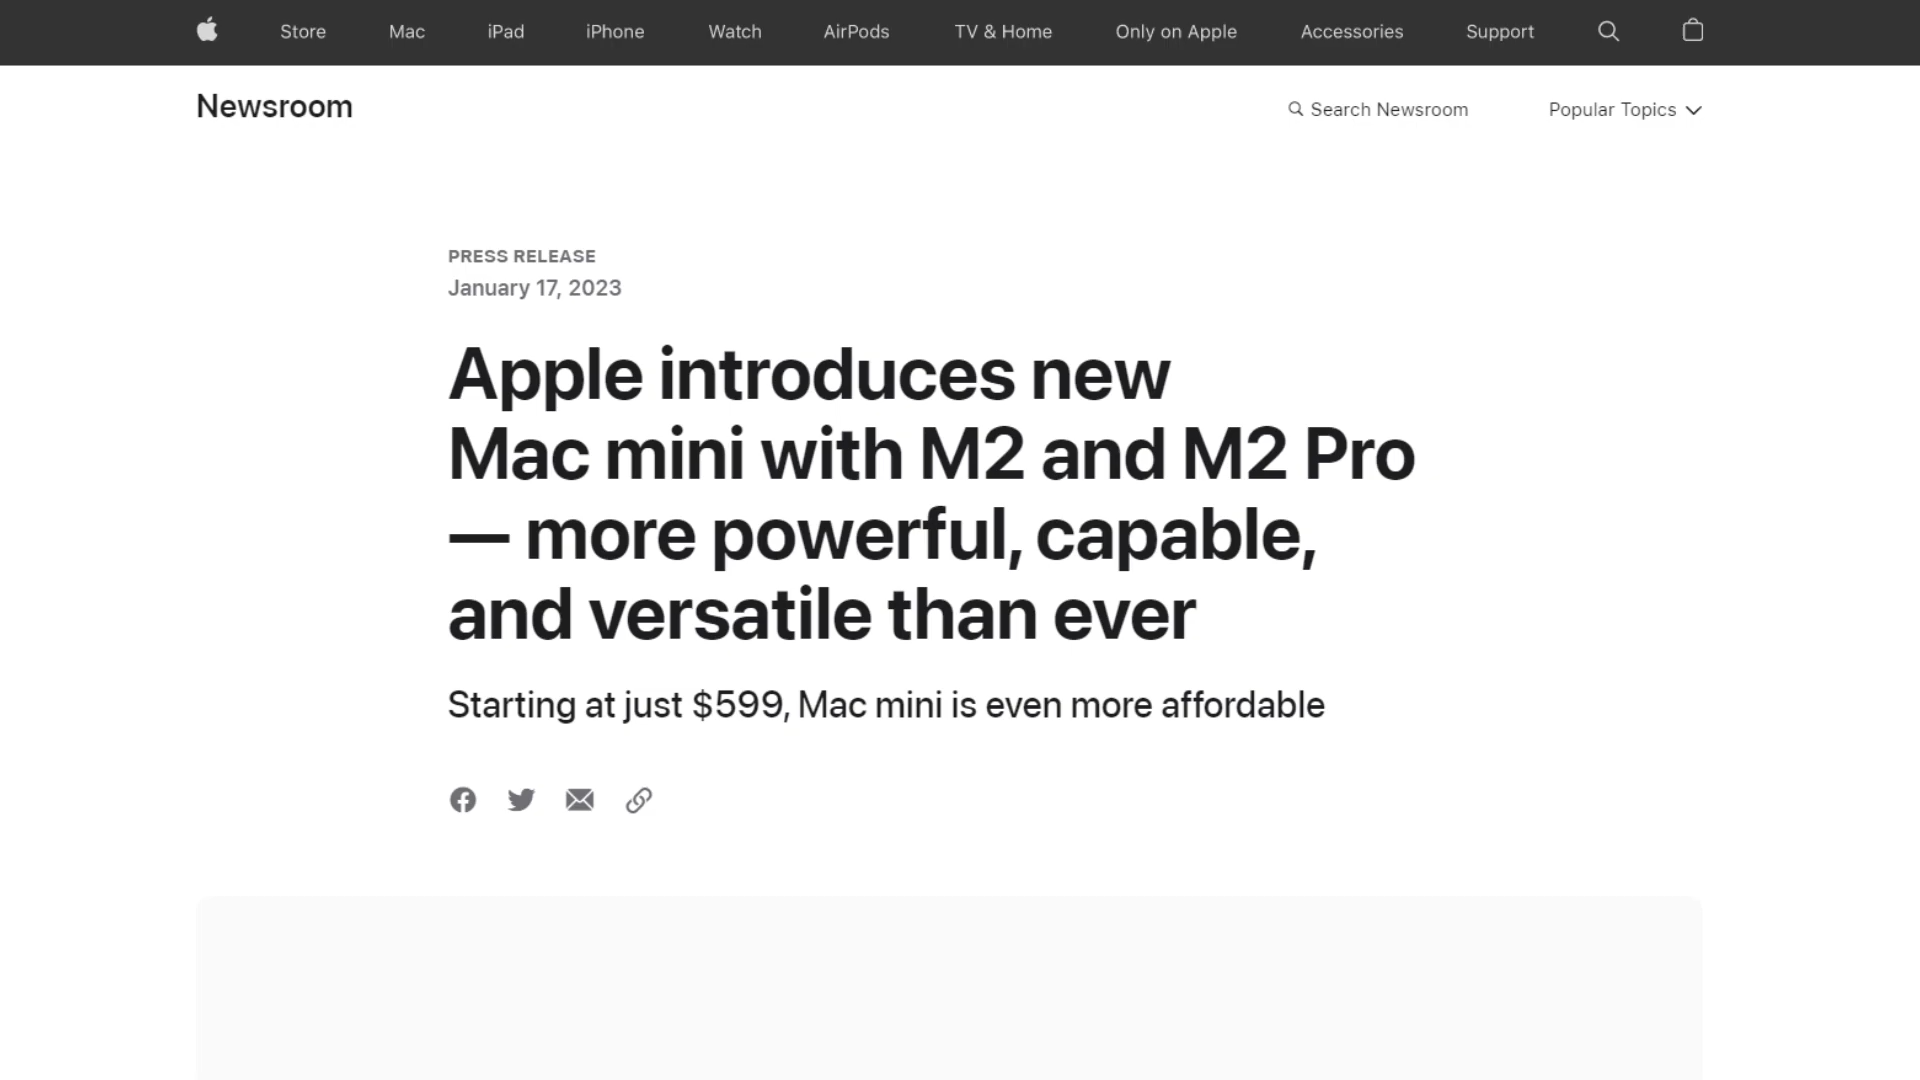 Store Mac iPad iPhone Watch AirPods TV & Home Only on Apple Accessories Support
Newsroom
Search Newsroom Popular Topics
PRESS RELEASE
January 17, 2023
Apple introduces new
Mac mini with M2 and M2 Pro
— more powerful, capable,
and versatile than ever
Starting at just $599, Mac mini is even more affordable